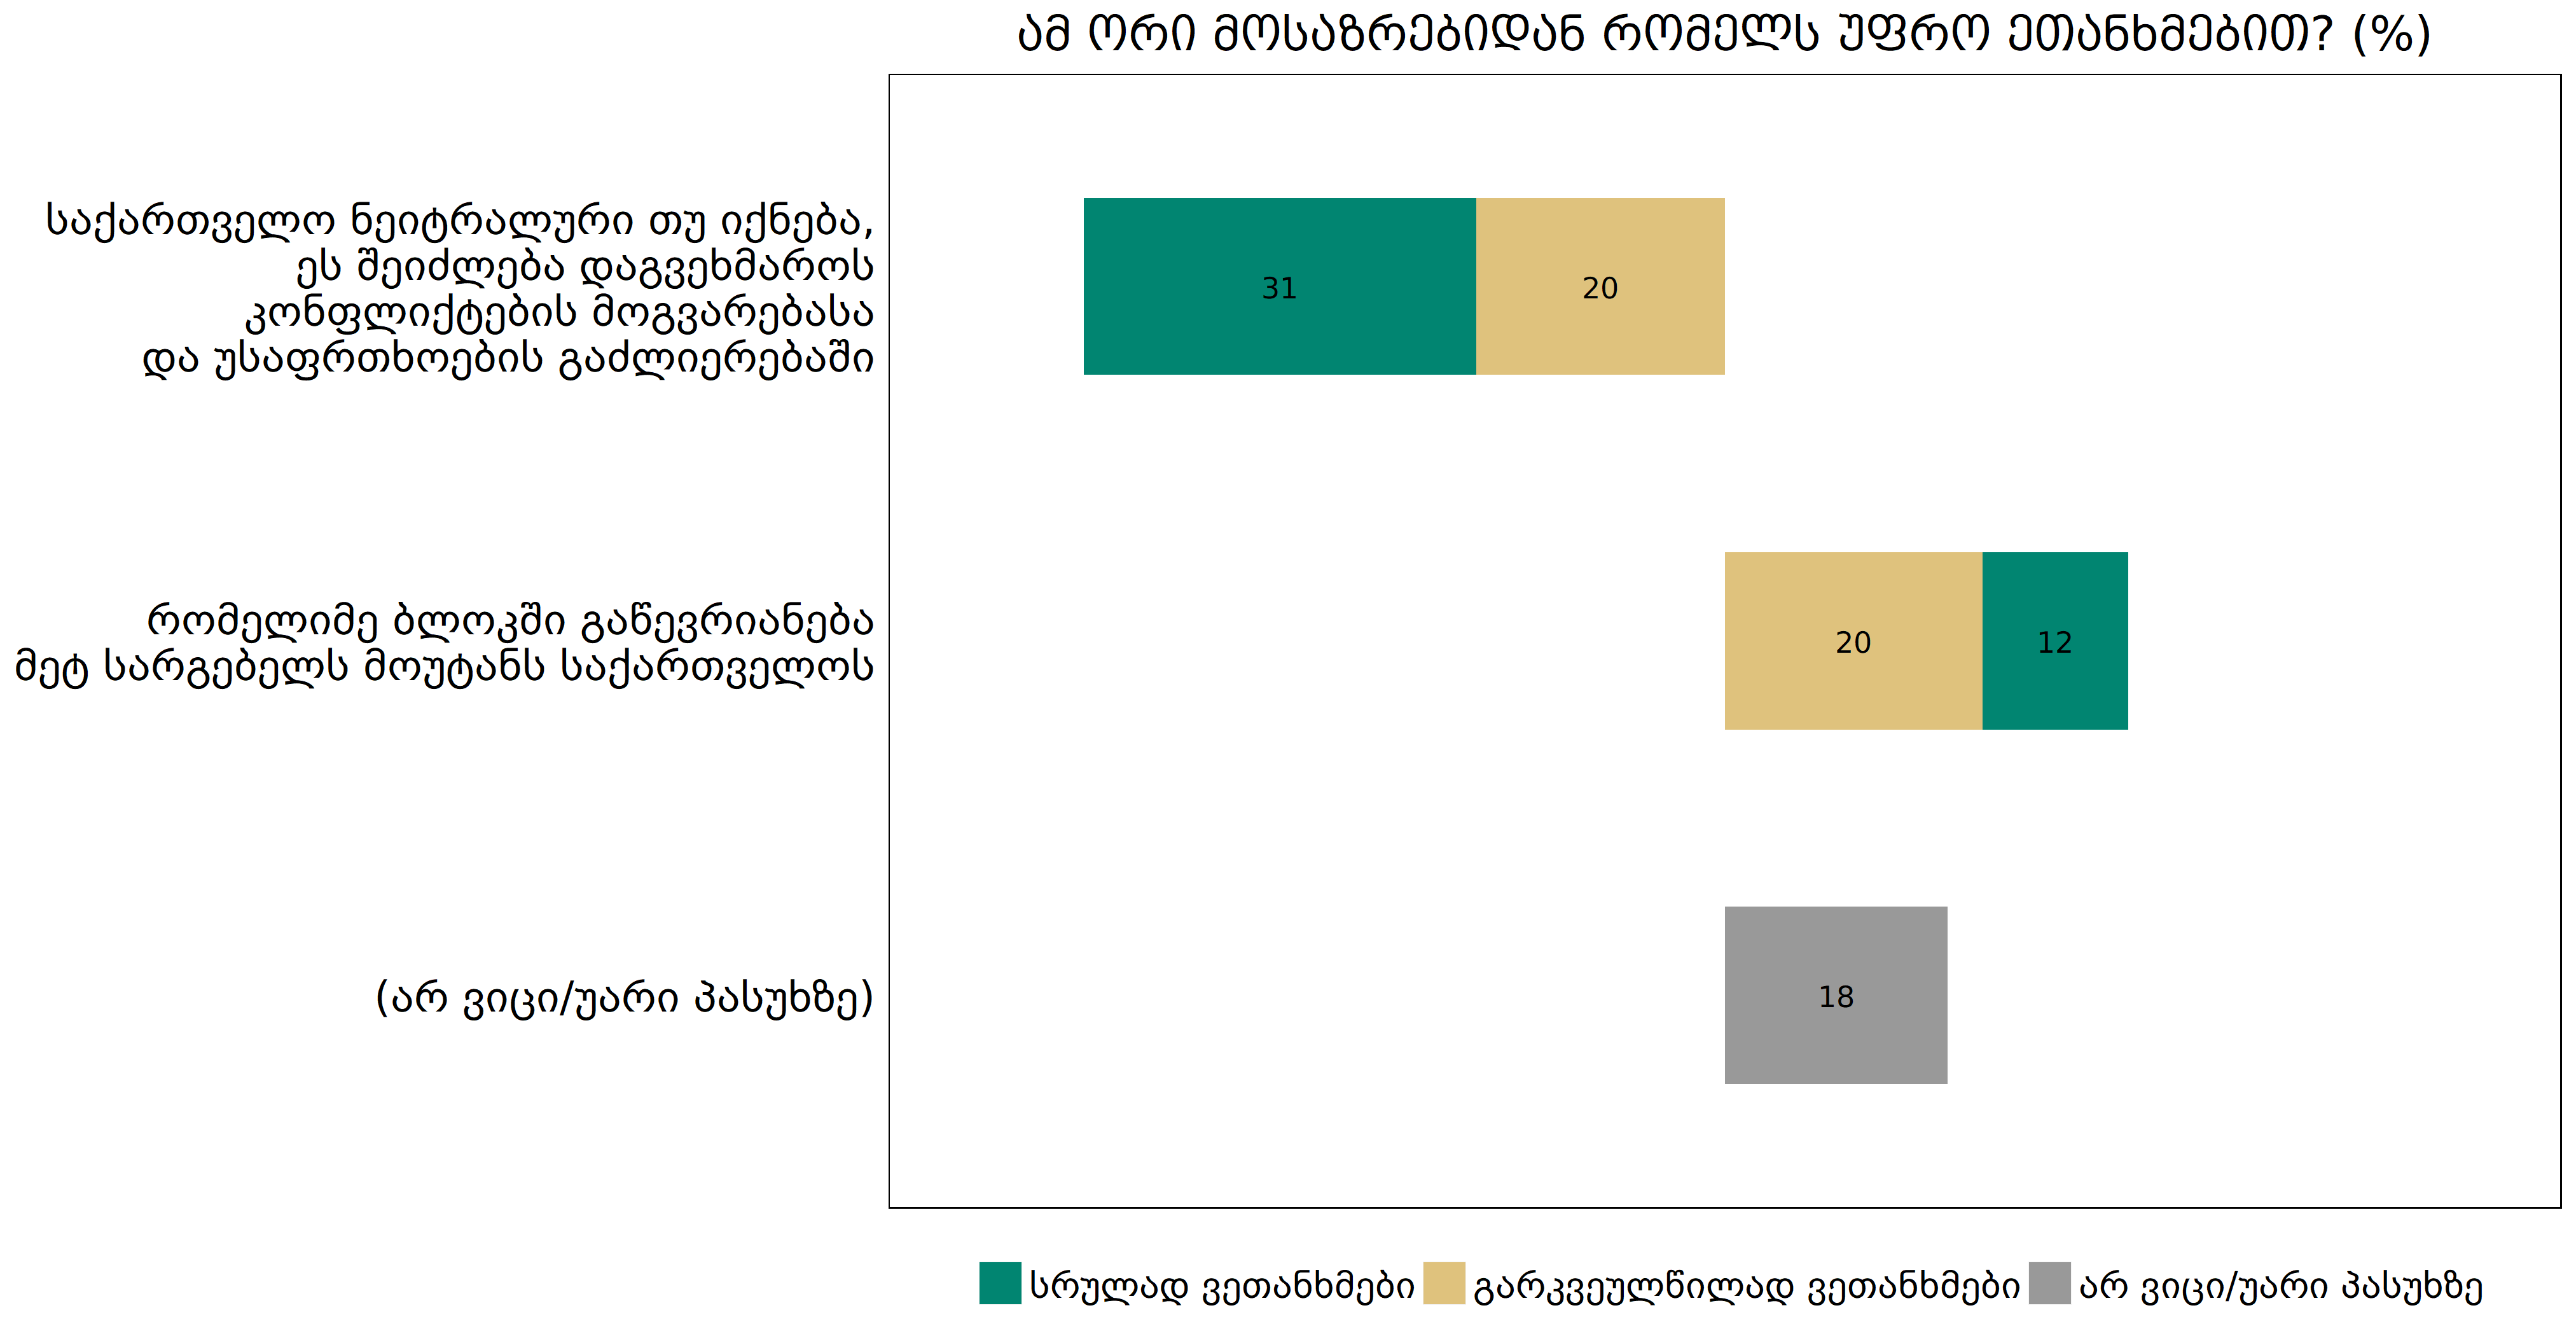 ამ ორი მოსაზრებიდან რომელს უფრო ეთანხმებით? (%)
საქართველო ნეიტრალური თუ იქნება,
ეს შეიძლება დაგვეხმაროს
კონფლიქტების მოგვარებასა
და უსაფრთხოების გაძლიერებაში
31
20
რომელიმე ბლოკში გაწევრიანება
მეტ სარგებელს მოუტანს საქართველოს
20
12
(არ ვიცი/უარი პასუხზე)
18
სრულად ვეთანხმები
გარკვეულწილად ვეთანხმები
არ ვიცი/უარი პასუხზე